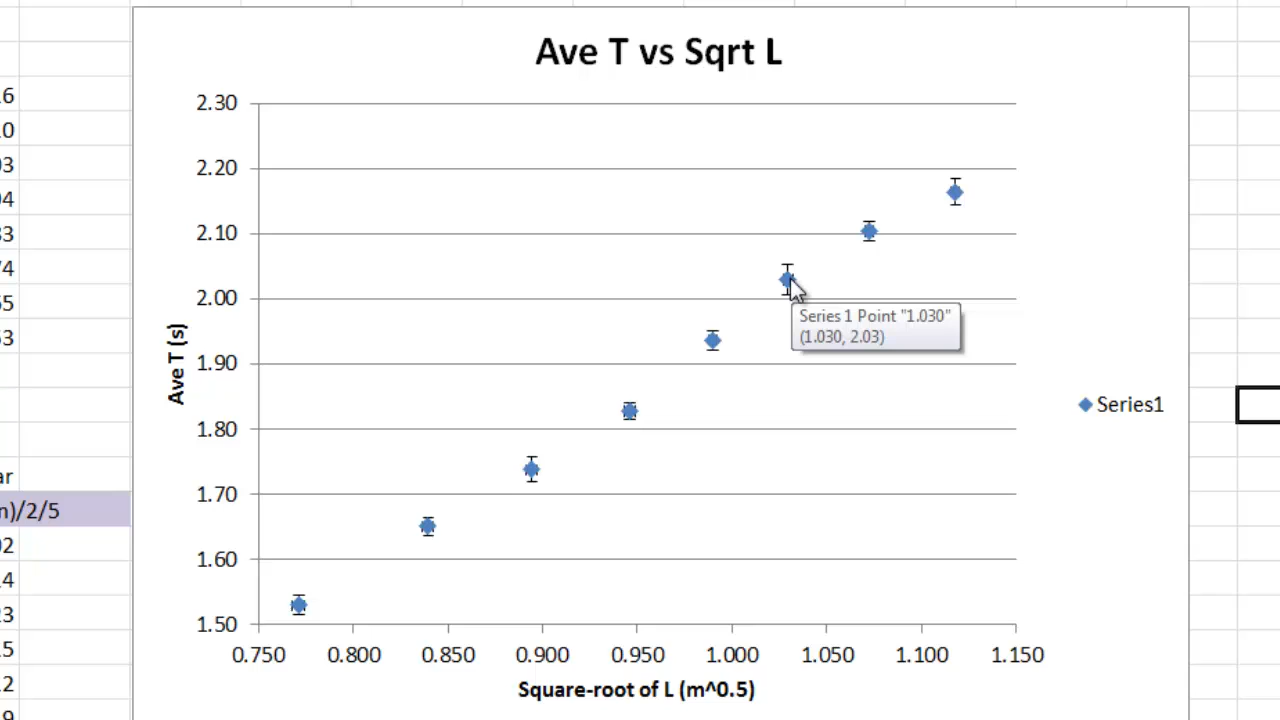 Ave T vs Sqrt L
2.30
2.20
2.10
2.00
1.90
1.80
1.70
1.60
1.50
Ave T (s)
0.750 0.800 0.850 0.900 0.950 1.000 1.050 1.100 1.150
Square-root of L (m^0.5)
Series 1 Point "1.030"
(1.030, 2.03)
Series1
)/2/5